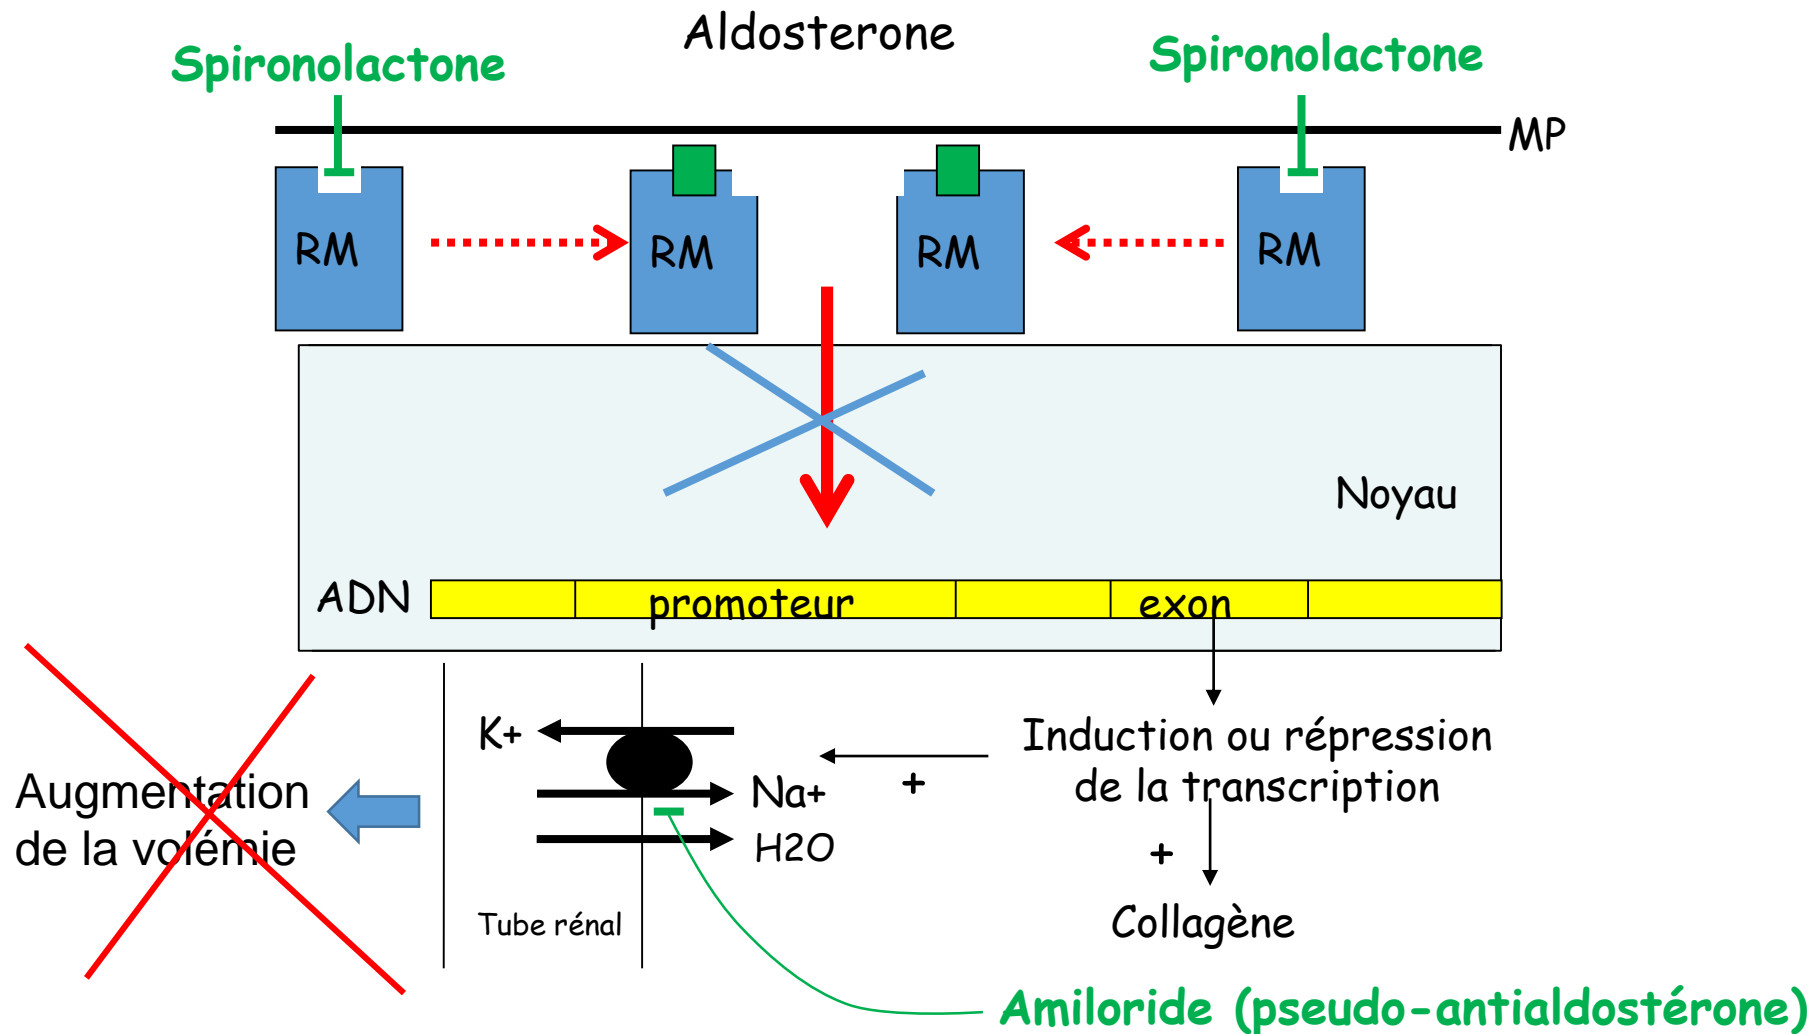 Aldosterone
Spironolactone
Spironolactone
MP
RM
RM
RM
RM
Noyau
ADN
promoteur
exon
K+
Na+
H2O
+
Induction ou répression
de la transcription
+
Collagène
Augmentation
de la volémie
Tube rénal
Amiloride (pseudo-antialdostérone)